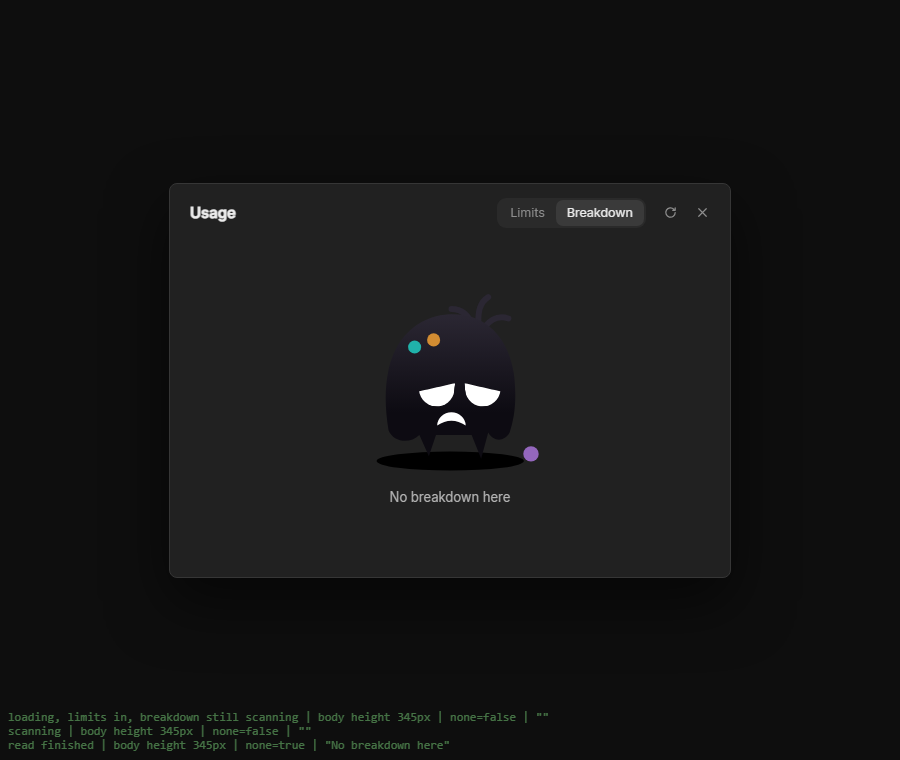 Usage
Limits
Breakdown
No breakdown here
loading, limits in, breakdown still scanning | body height 345px | none=false | ""
scanning | body height 345px | none=false | ""
read finished | body height 345px | none=true | "No breakdown here"